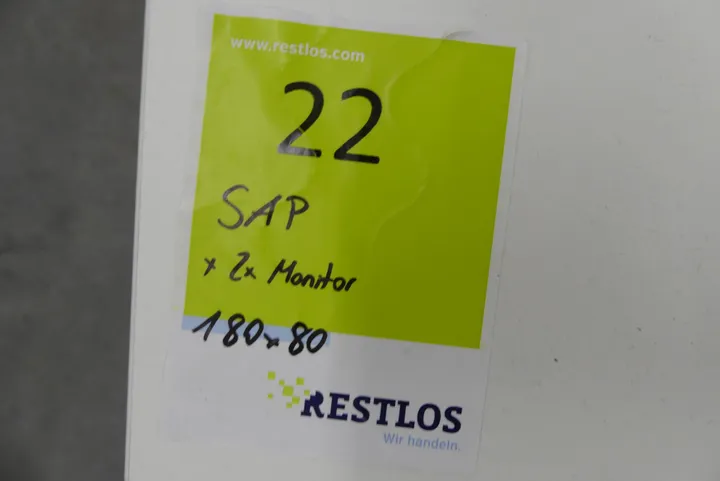 www.restlos.com
22
SAP
x 2x Monitor
180x80
RESTLOS
Wir handeln.